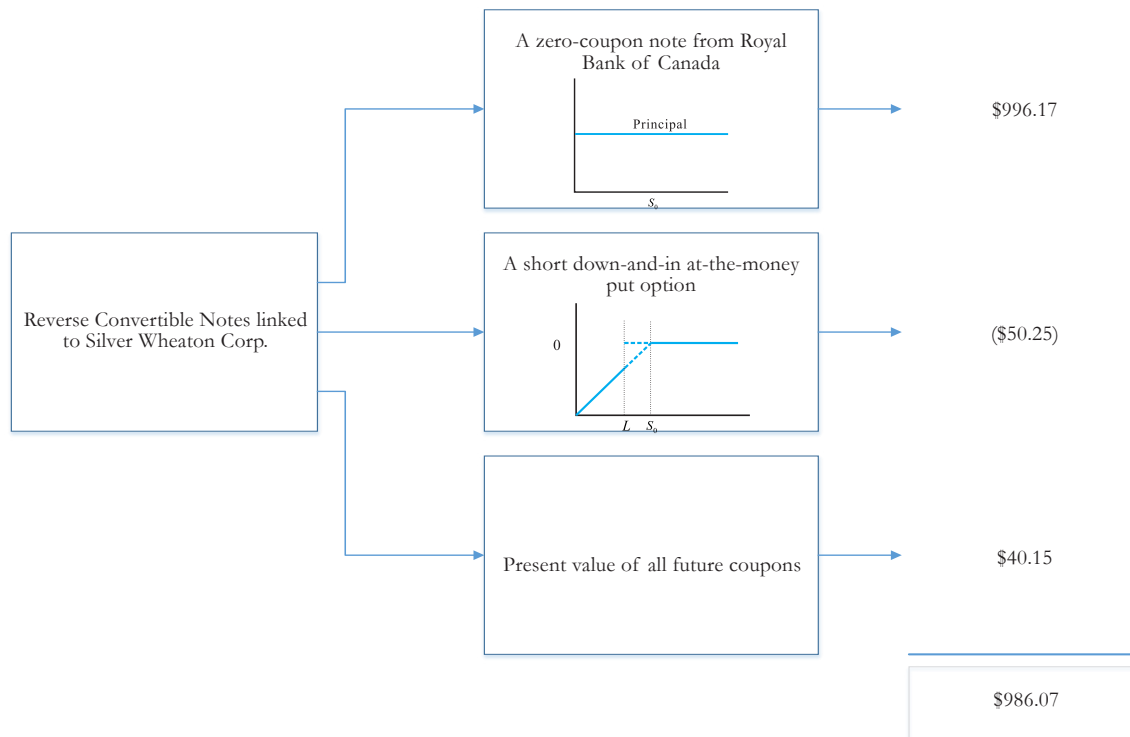 A zero-coupon note from Royal
Bank of Canada
Principal
S₀
$996.17
Reverse Convertible Notes linked
to Silver Wheaton Corp.
A short down-and-in at-the-money
put option
0
L S₀
($50.25)
Present value of all future coupons
$40.15
$986.07